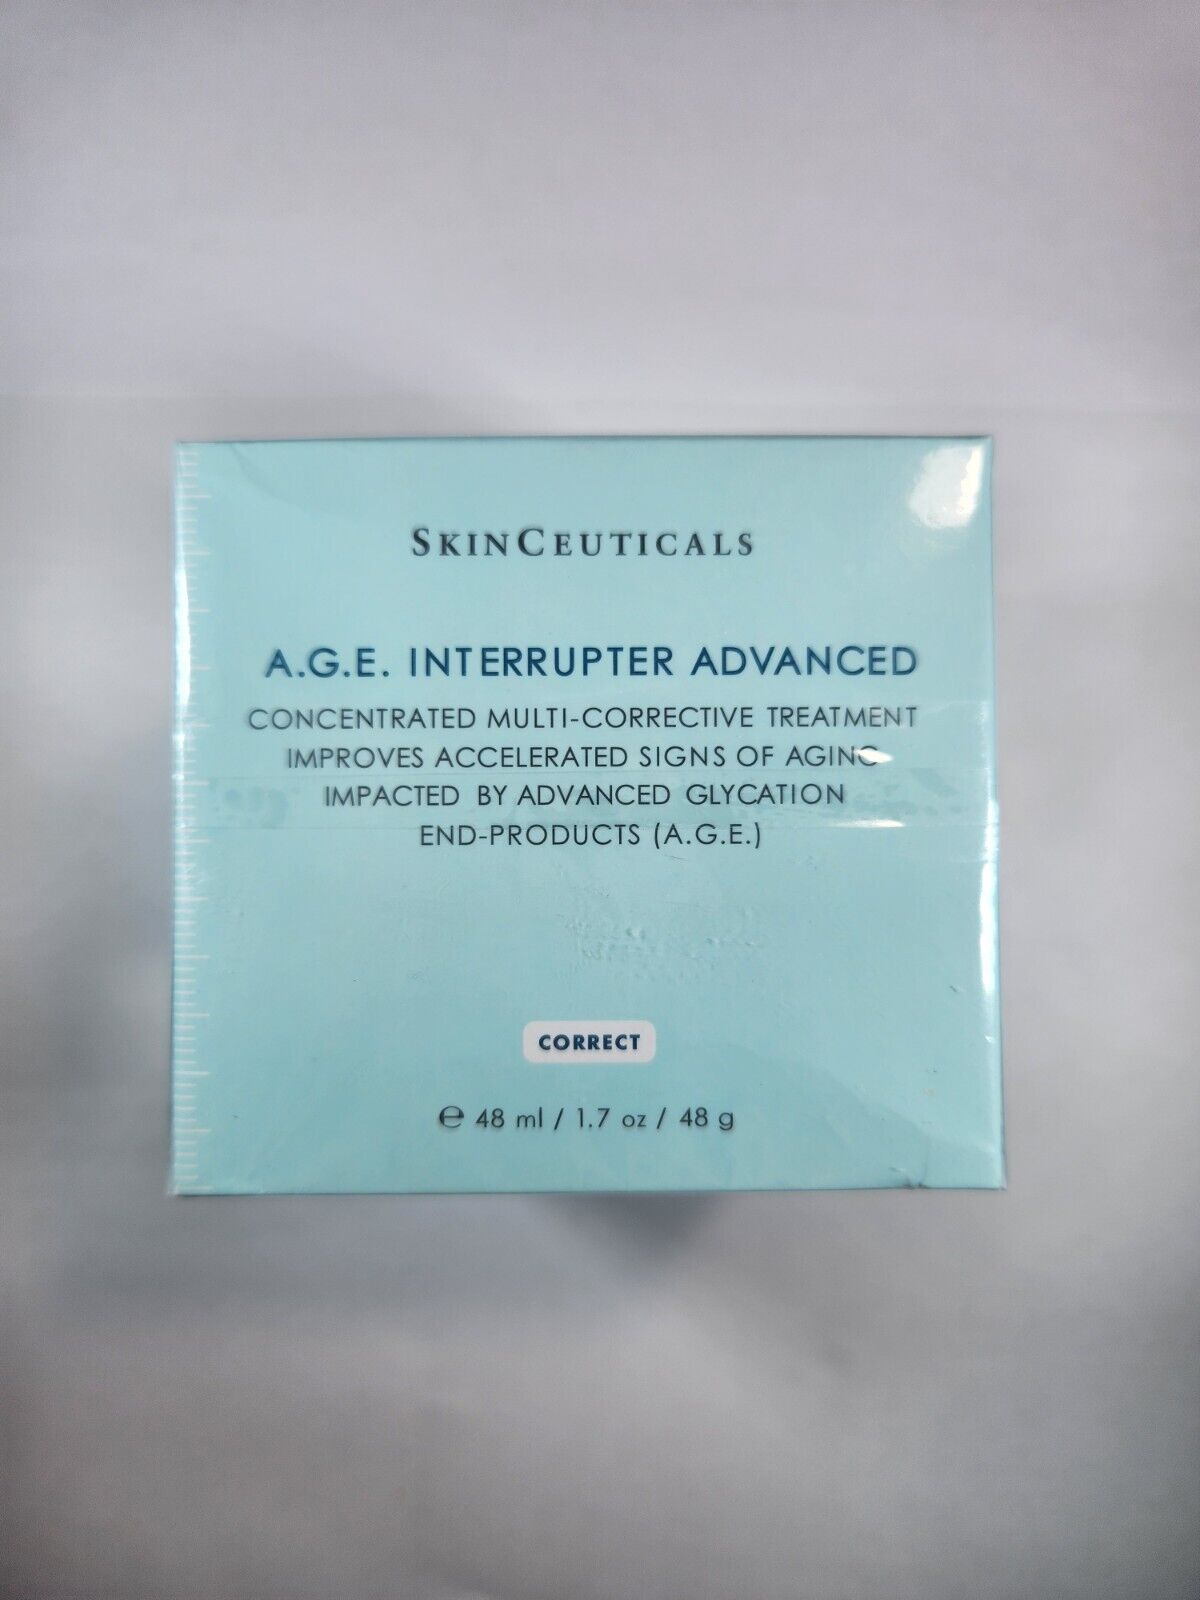 SKINCEUTICALS
A.G.E. INTERRUPTER ADVANCED
CONCENTRATED MULTI-CORRECTIVE TREATMENT
IMPROVES ACCELERATED SIGNS OF AGING
IMPACTED BY ADVANCED GLYCATION
END-PRODUCTS (A.G.E.)
CORRECT
℮ 48 ml / 1.7 oz / 48 g